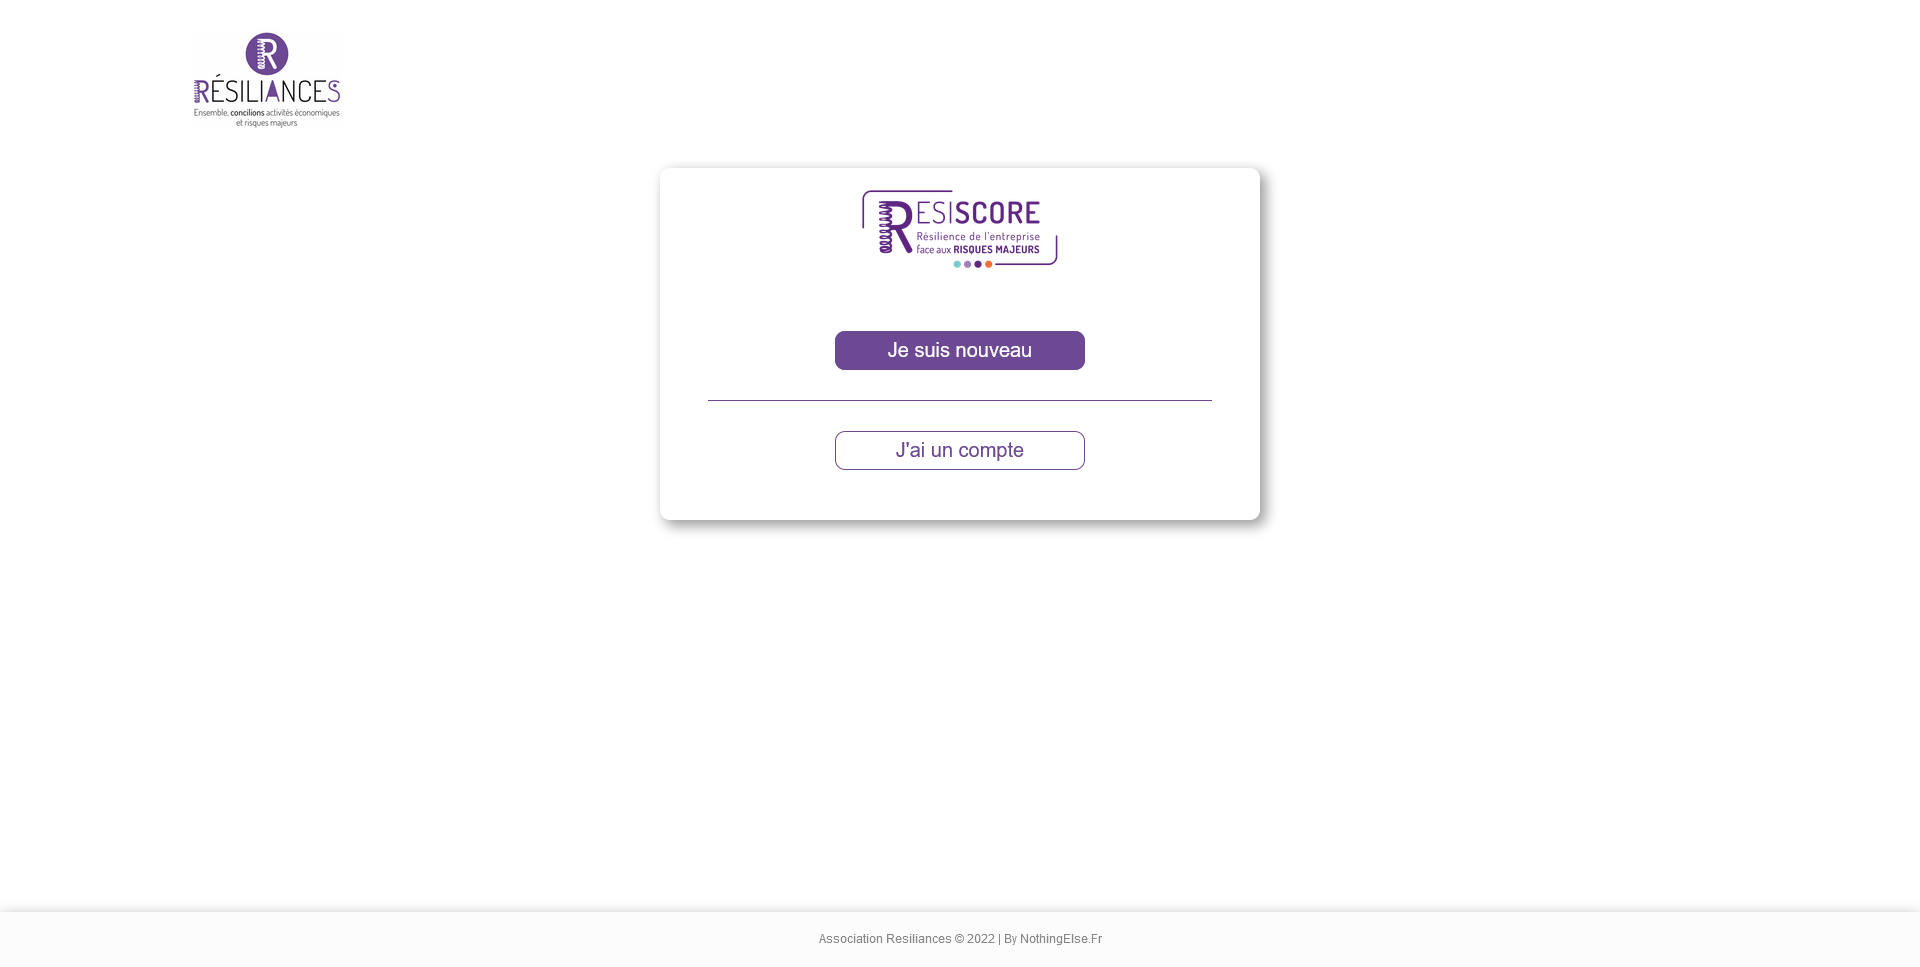 R
RÉSILIANCES
Ensemble, concilions activités économiques
et risques majeurs
RESISCORE
Résilience de l'entreprise
face aux RISQUES MAJEURS
Je suis nouveau
J'ai un compte
Association Resiliances © 2022 | By NothingElse.Fr